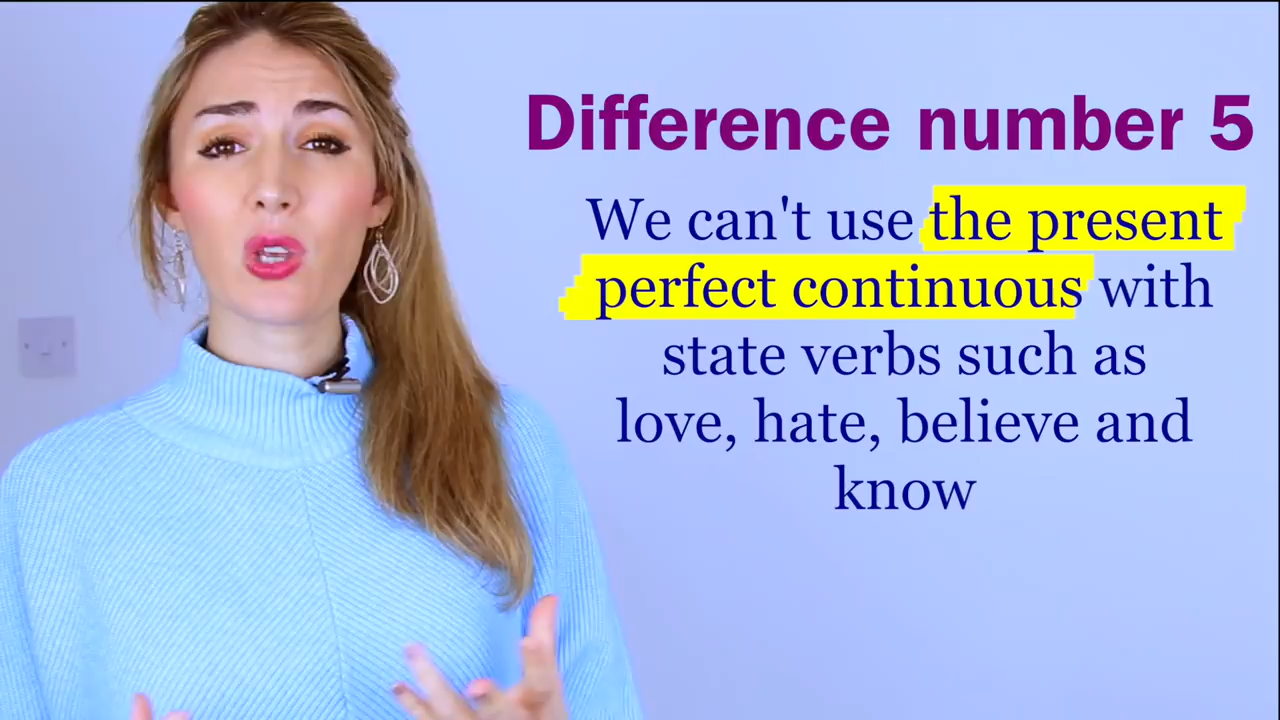 Difference number 5
We can't use the present
perfect continuous with
state verbs such as
love, hate, believe and
know